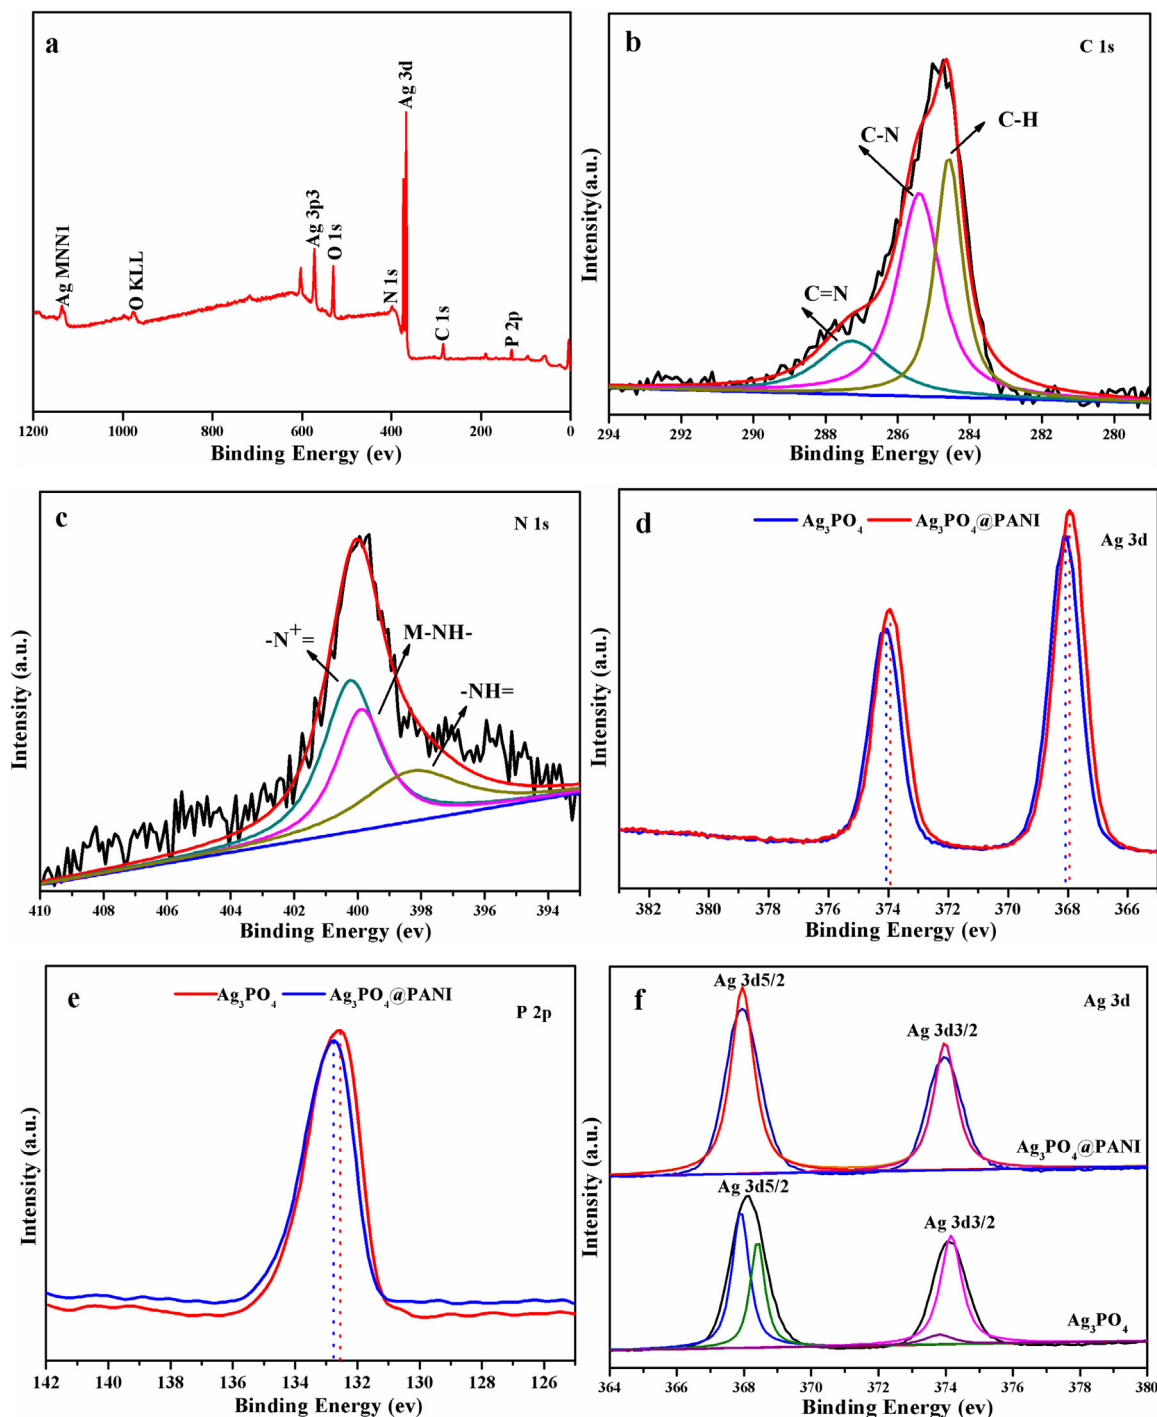 a
Ag MNN1
O KLL
Ag 3p3
O 1s
N 1s
Ag 3d
C 1s
P 2p
1200 1000 800 600 400 200 0
Binding Energy (ev)
b
C 1s
C-N
C-H
C=N
Intensity(a.u.)
294 292 290 288 286 284 282 280
Binding Energy (ev)
c
N 1s
-N⁺=
M-NH-
-NH=
Intensity (a.u.)
410 408 406 404 402 400 398 396 394
Binding Energy (ev)
d
Ag₃PO₄ Ag₃PO₄@PANI
Ag 3d
Intensity (a.u.)
382 380 378 376 374 372 370 368 366
Binding Energy (ev)
e
Ag₃PO₄ Ag₃PO₄@PANI
P 2p
Intensity (a.u.)
142 140 138 136 134 132 130 128 126
Binding Energy (ev)
f
Ag 3d5/2
Ag 3d
Ag 3d3/2
Ag₃PO₄@PANI
Ag 3d5/2
Ag 3d3/2
Ag₃PO₄
Intensity (a.u.)
364 366 368 370 372 374 376 378 380
Binding Energy (ev)